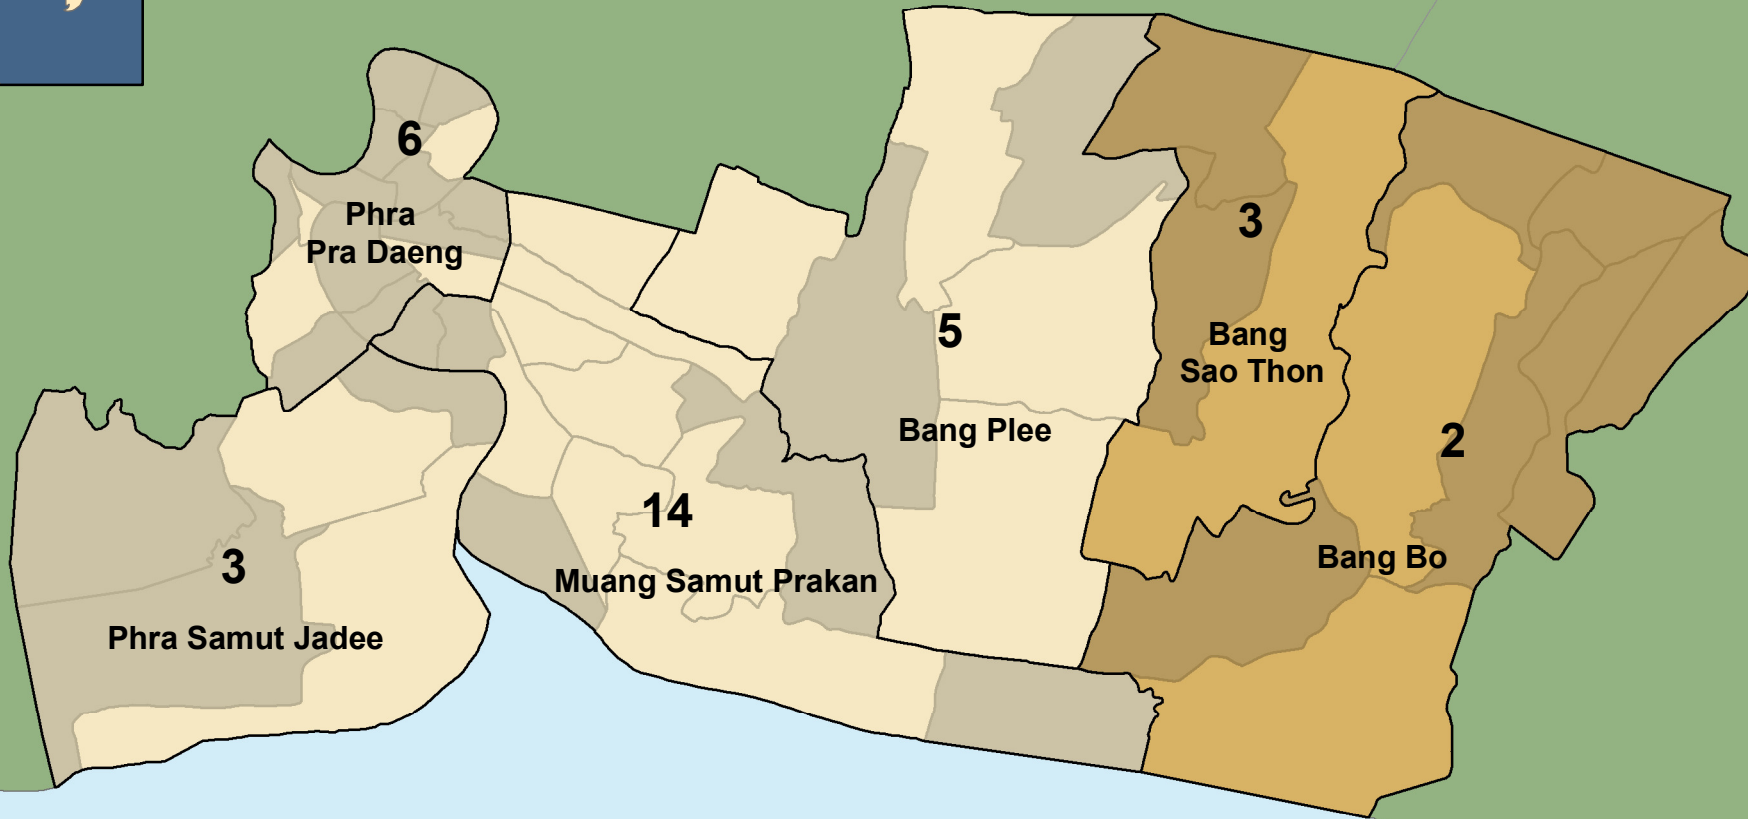 6
Phra
Pra Daeng
3
Phra Samut Jadee
14
Muang Samut Prakan
5
Bang Plee
3
Bang
Sao Thon
2
Bang Bo